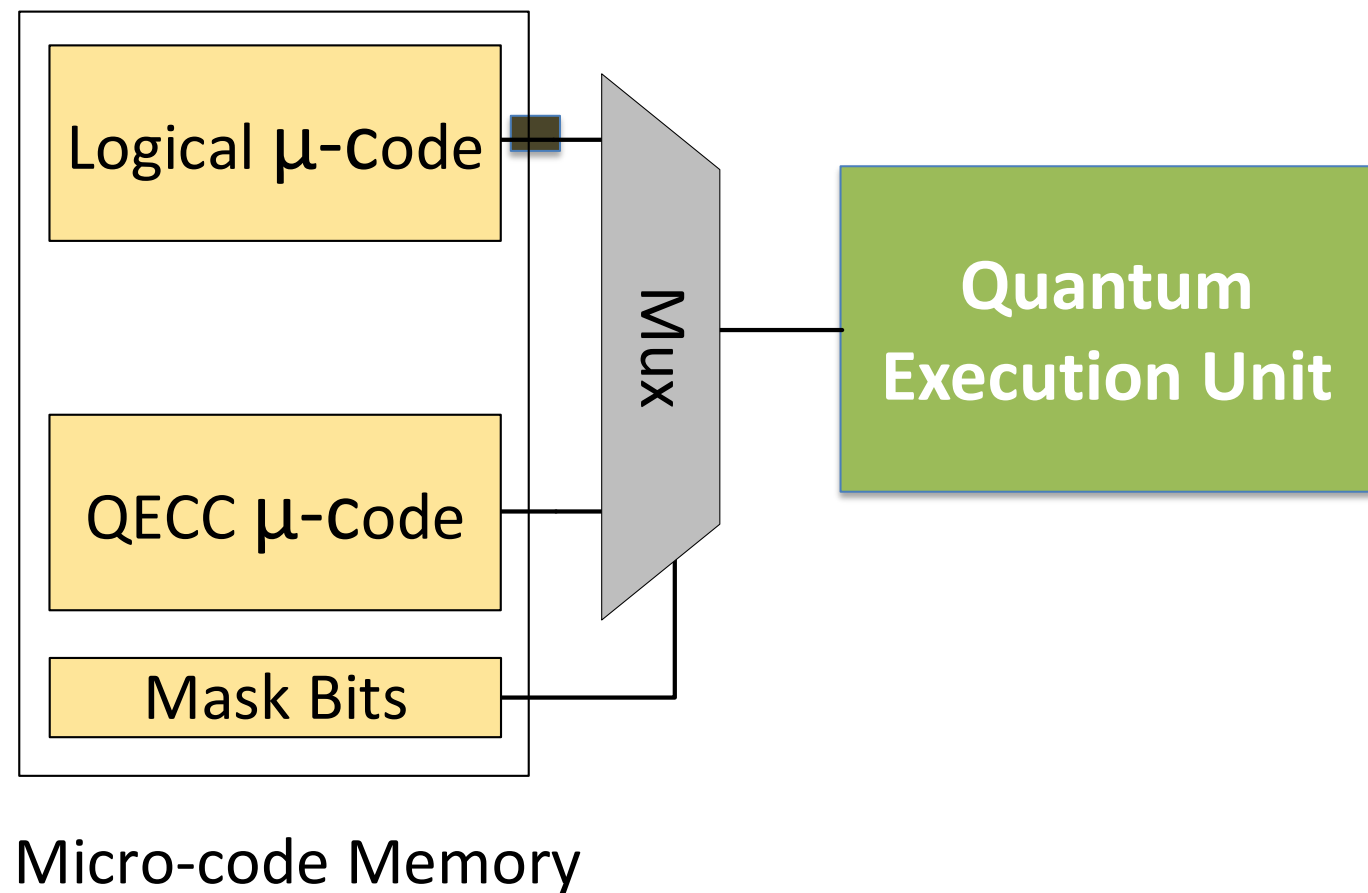 Logical μ-Code
Mux
Quantum
Execution Unit
QECC μ-Code
Mask Bits
Micro-code Memory